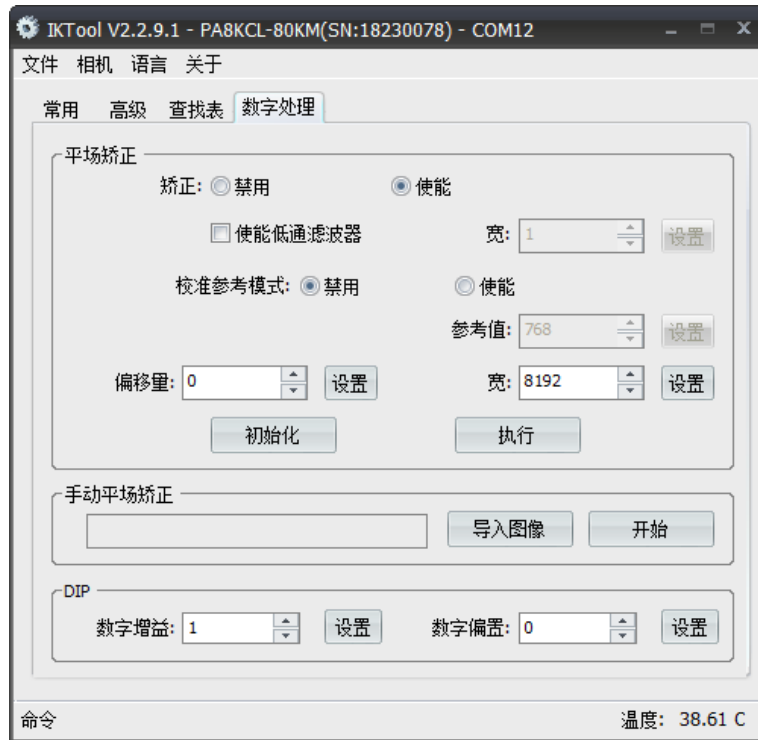 IKTool V2.2.9.1 - PA8KCL-80KM(SN:18230078) - COM12
文件 相机 语言 关于
常用 高级 查找表 数字处理
平场矫正
矫正: 禁用 使能
使能低通滤波器 宽: 1 设置
校准参考模式: 禁用 使能
参考值: 768 设置
偏移量: 0 设置 宽: 8192 设置
初始化 执行
手动平场矫正
导入图像 开始
DIP
数字增益: 1 设置 数字偏置: 0 设置
命令 温度: 38.61 C